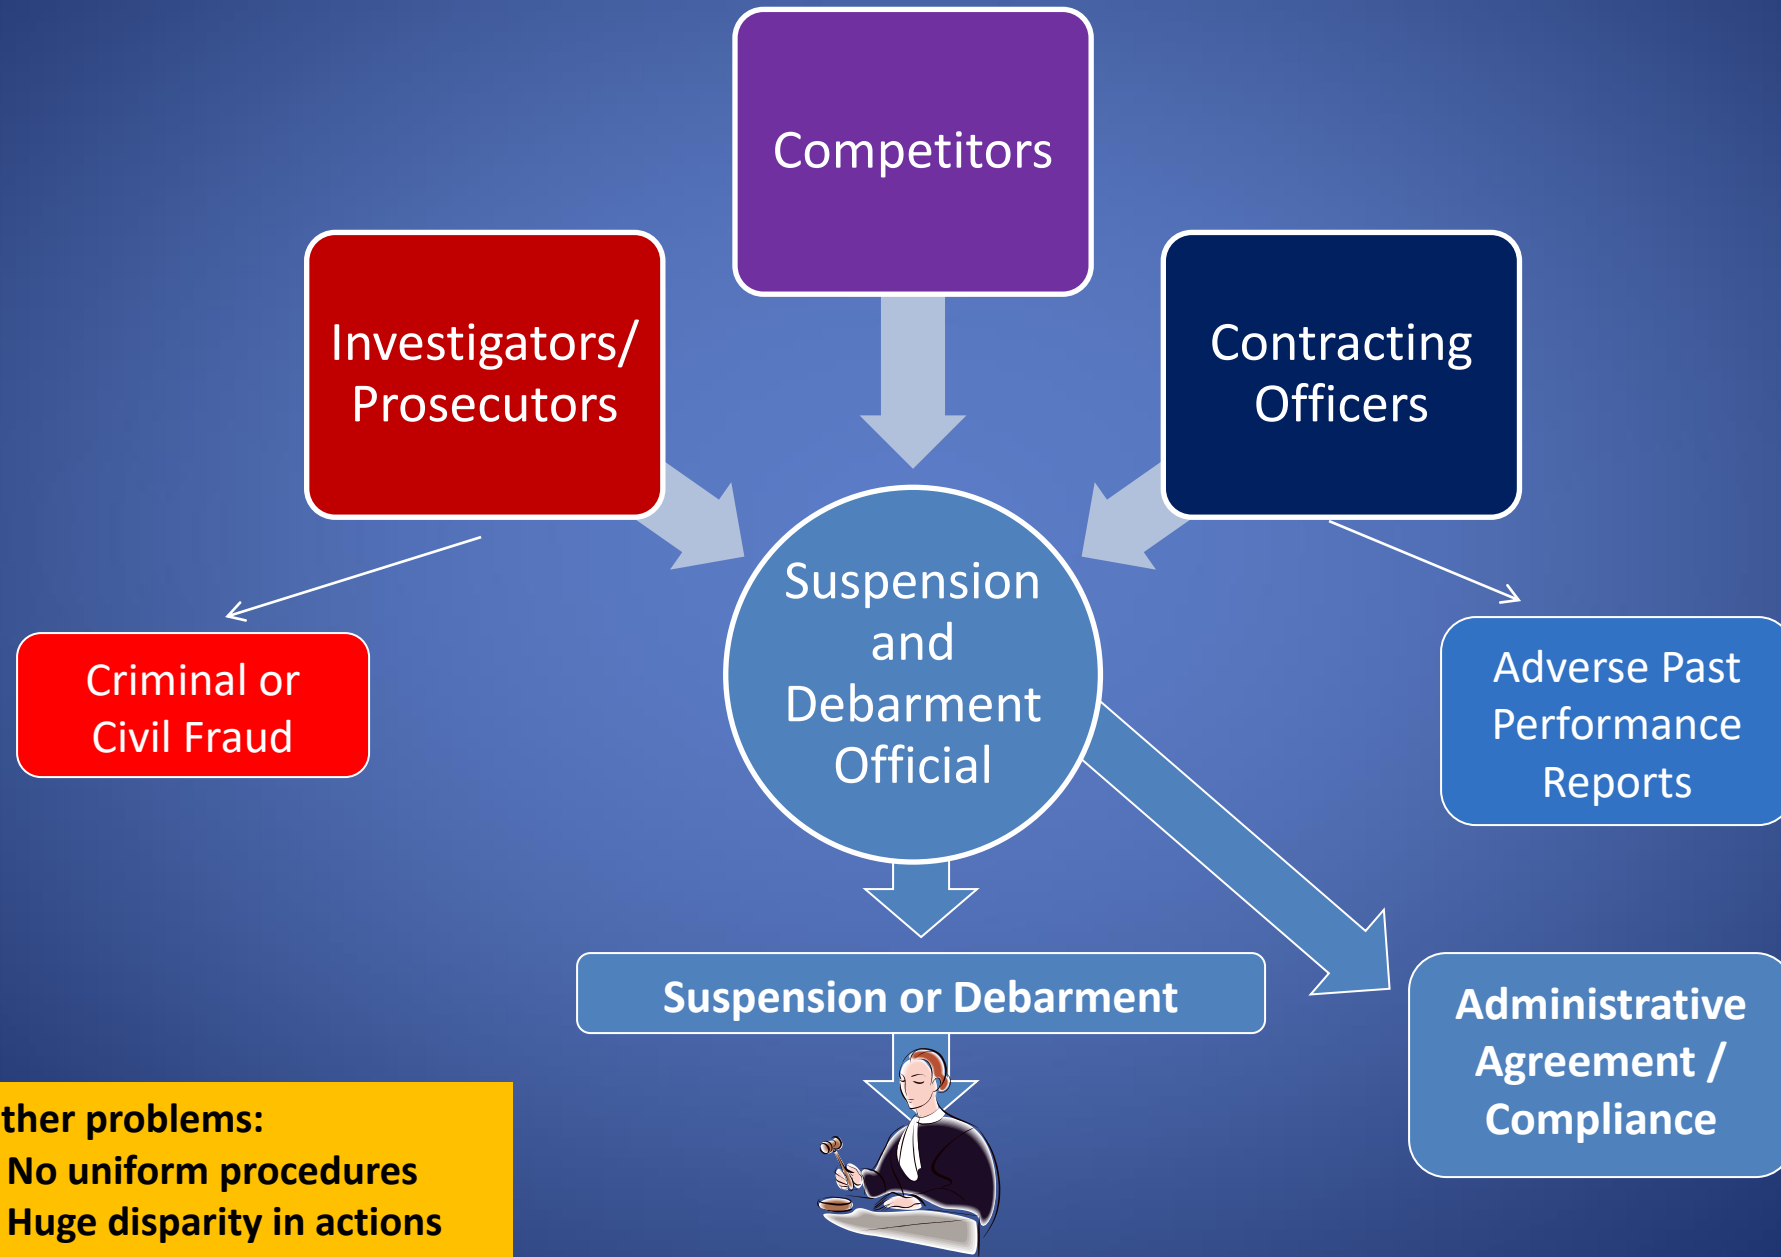 Competitors
Investigators/
Prosecutors
Contracting
Officers
Suspension
and
Debarment
Official
Criminal or
Civil Fraud
Adverse Past
Performance
Reports
Suspension or Debarment
Administrative
Agreement /
Compliance
ther problems:
No uniform procedures
Huge disparity in actions